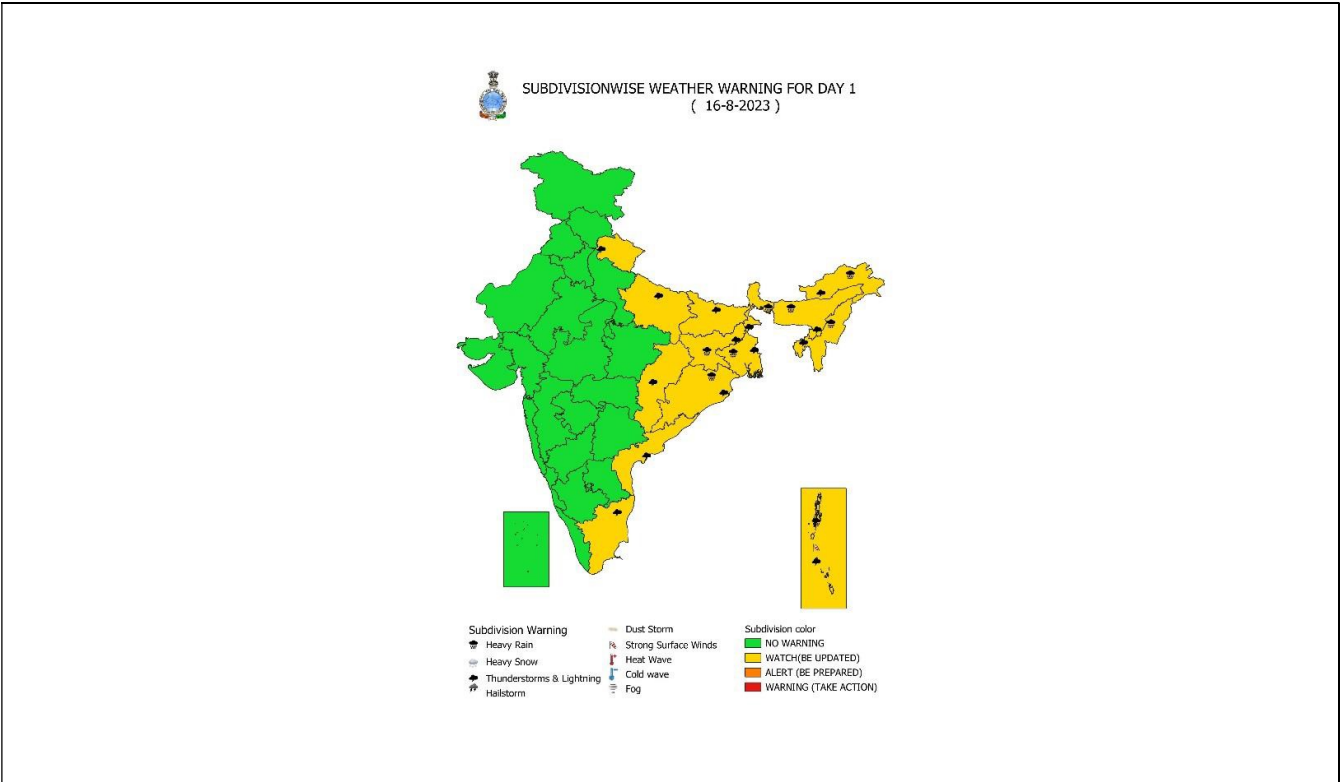 SUBDIVISIONWISE WEATHER WARNING FOR DAY 1
( 16-8-2023 )
Subdivision Warning
Heavy Rain
Heavy Snow
Thunderstorms & Lightning
Hailstorm
Dust Storm
Strong Surface Winds
Heat Wave
Cold wave
Fog
Subdivision color
NO WARNING
WATCH(BE UPDATED)
ALERT (BE PREPARED)
WARNING (TAKE ACTION)